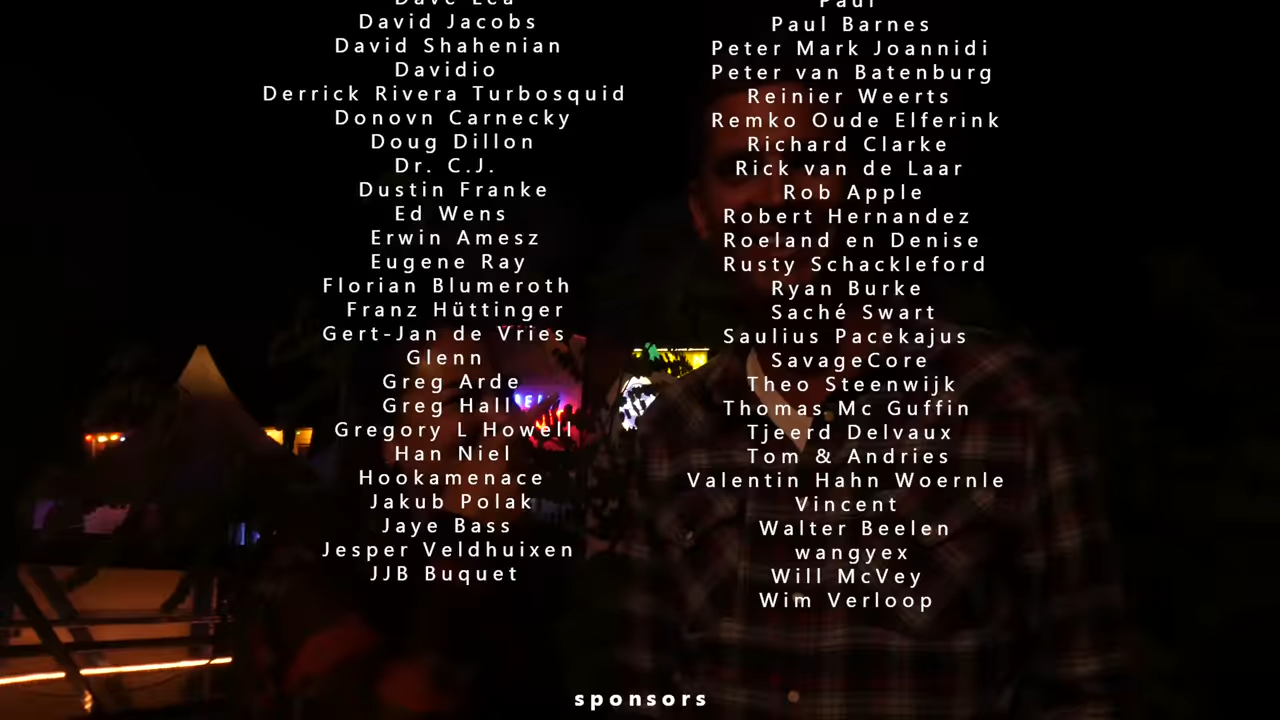 David Jacobs
David Shahenian
Davidio
Derrick Rivera Turbosquid
Donovn Carnecky
Doug Dillon
Dr. C.J.
Dustin Franke
Ed Wens
Erwin Amesz
Eugene Ray
Florian Blumeroth
Franz Hüttinger
Gert-Jan de Vries
Glenn
Greg Arde
Greg Hall
Gregory L Howell
Han Niel
Hookamenace
Jakub Polak
Jaye Bass
Jesper Veldhuixen
JJB Buquet
Paul Barnes
Peter Mark Joannidi
Peter van Batenburg
Reinier Weerts
Remko Oude Elferink
Richard Clarke
Rick van de Laar
Rob Apple
Robert Hernandez
Roeland en Denise
Rusty Schackleford
Ryan Burke
Saché Swart
Saulius Pacekajus
SavageCore
Theo Steenwijk
Thomas Mc Guffin
Tjeerd Delvaux
Tom & Andries
Valentin Hahn Woernle
Vincent
Walter Beelen
wangyex
Will McVey
Wim Verloop
sponsors